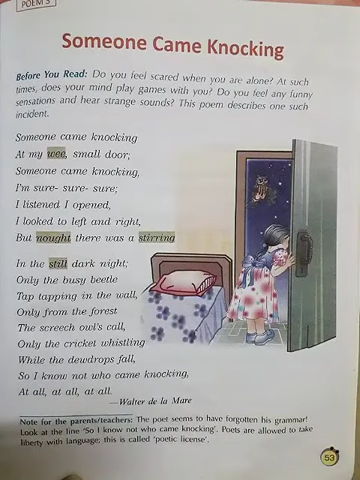 POEM 5
Someone Came Knocking
Before You Read: Do you feel scared when you are alone? At such
times, does your mind play games with you? Do you feel any funny
sensations and hear strange sounds? This poem describes one such
incident.
Someone came knocking
At my wee, small door;
Someone came knocking,
I'm sure- sure- sure;
I listened I opened,
I looked to left and right,
But nought there was a stirring
In the still dark night;
Only the busy beetle
Tap tapping in the wall,
Only from the forest
The screech owl's call,
Only the cricket whistling
While the dewdrops fall,
So I know not who came knocking,
At all, at all, at all.
—Walter de la Mare
Note for the parents/teachers: The poet seems to have forgotten his grammar!
Look at the line 'So I know not who came knocking'. Poets are allowed to take
liberty with language; this is called 'poetic license'.
53